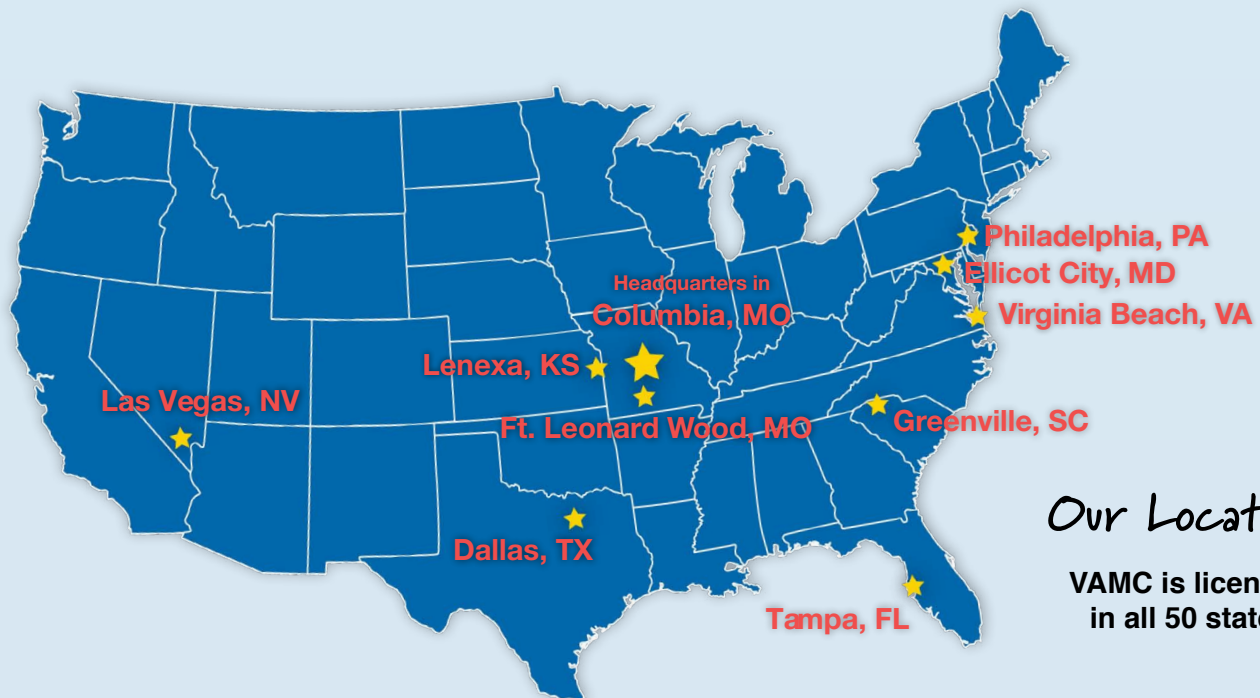 Philadelphia, PA
Ellicot City, MD
Headquarters in
Columbia, MO
Virginia Beach, VA
Lenexa, KS
Las Vegas, NV
Ft. Leonard Wood, MO
Greenville, SC
Our Locat
Dallas, TX
VAMC is licen
in all 50 stat
Tampa, FL